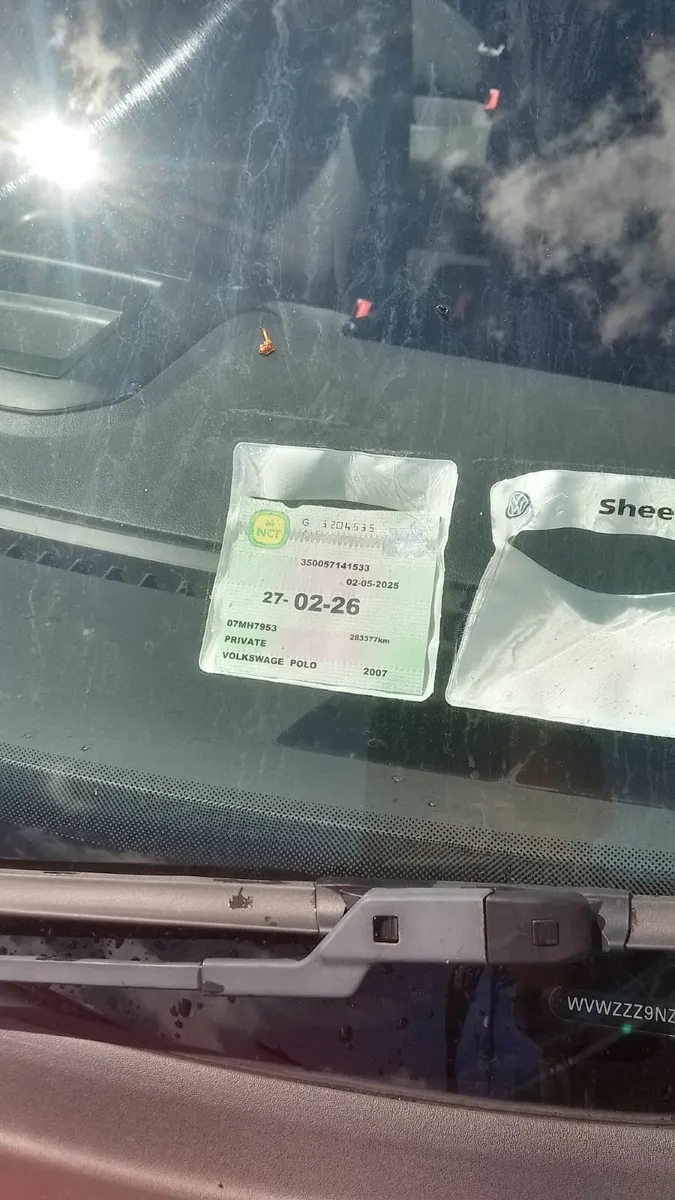 NCT
G 3204535
350057141533
02-05-2025
27-02-26
07MH7953
283377km
PRIVATE
VOLKSWAGE POLO
2007
Shee
WVWZZZ9NZ